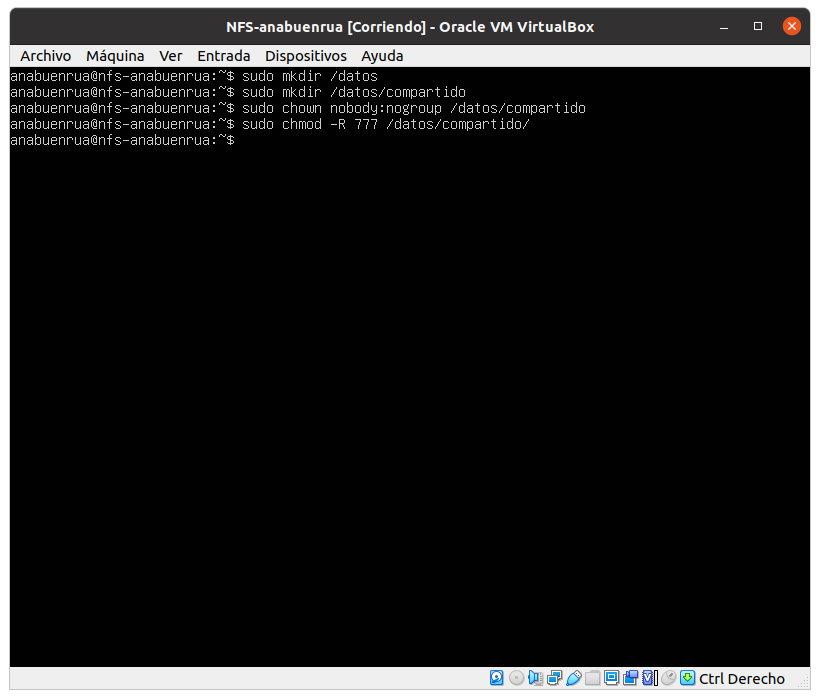 NFS-anabuenrua [Corriendo] - Oracle VM VirtualBox
Archivo Máquina Ver Entrada Dispositivos Ayuda
anabuenrua@nfs-anabuenrua:~$ sudo mkdir /datos
anabuenrua@nfs-anabuenrua:~$ sudo mkdir /datos/compartido
anabuenrua@nfs-anabuenrua:~$ sudo chown nobody:nogroup /datos/compartido
anabuenrua@nfs-anabuenrua:~$ sudo chmod -R 777 /datos/compartido/
anabuenrua@nfs-anabuenrua:~$
Ctrl Derecho